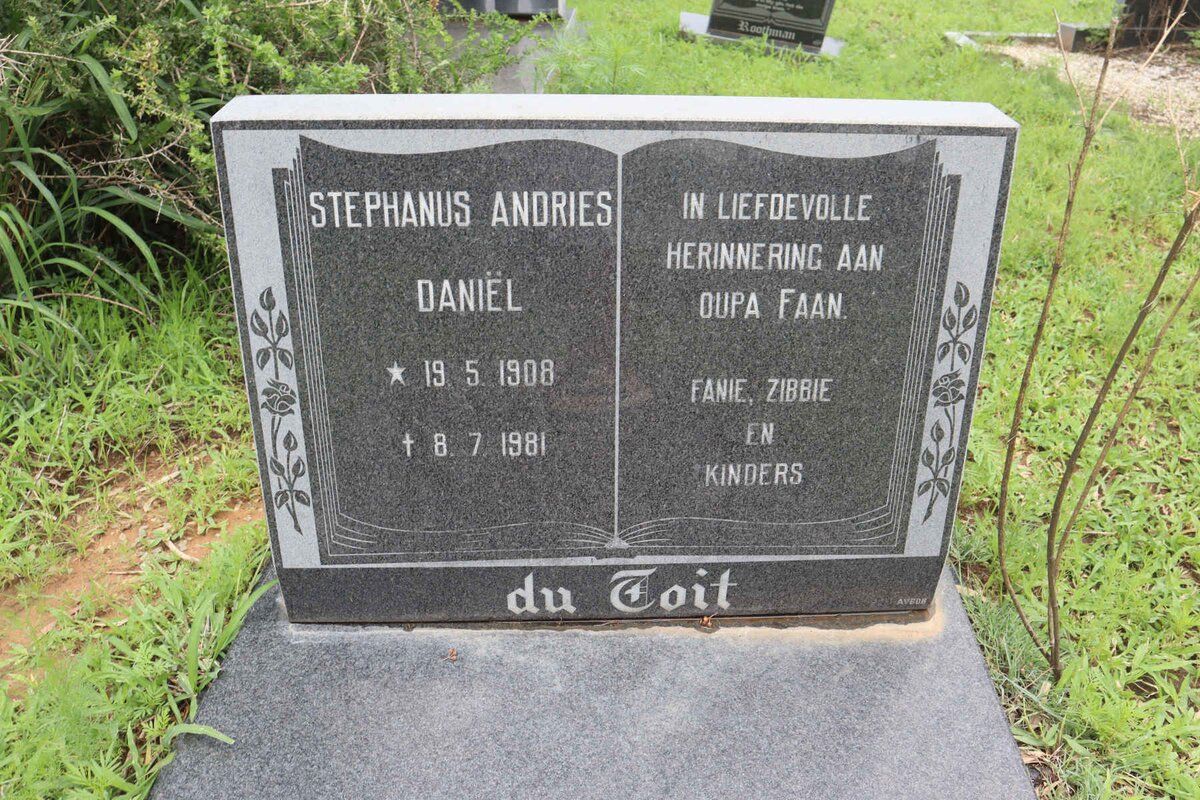 Roothman
STEPHANUS ANDRIES
DANIËL
★ 19. 5. 1908
† 8. 7. 1981
IN LIEFDEVOLLE
HERINNERING AAN
OUPA FAAN.
FANIE, ZIBBIE
EN
KINDERS
du Toit